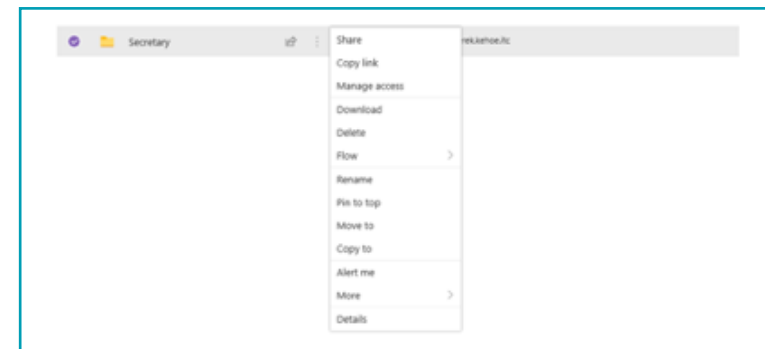 Secretary
Share
Copy link
Manage access
Download
Delete
Flow
Rename
Pin to top
Move to
Copy to
Alert me
More
Details